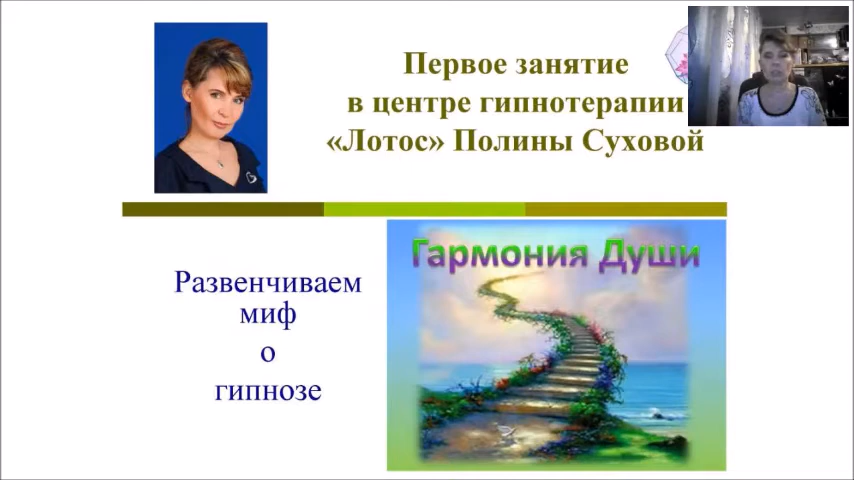 Первое занятие
в центре гипнотерапии
«Лотос» Полины Суховой
Гармония Души
Развенчиваем
миф
о
гипнозе